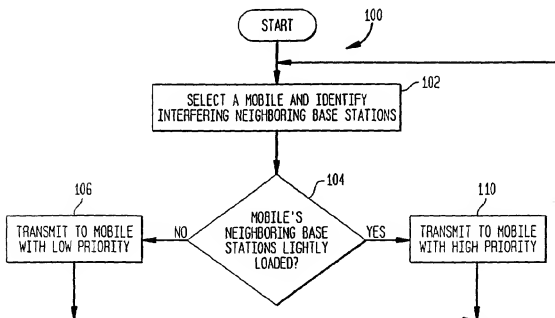 START
100
SELECT A MOBILE AND IDENTIFY
INTERFERING NEIGHBORING BASE STATIONS
102
104
MOBILE'S
NEIGHBORING BASE
STATIONS LIGHTLY
LOADED?
NO
YES
106
TRANSMIT TO MOBILE
WITH LOW PRIORITY
110
TRANSMIT TO MOBILE
WITH HIGH PRIORITY